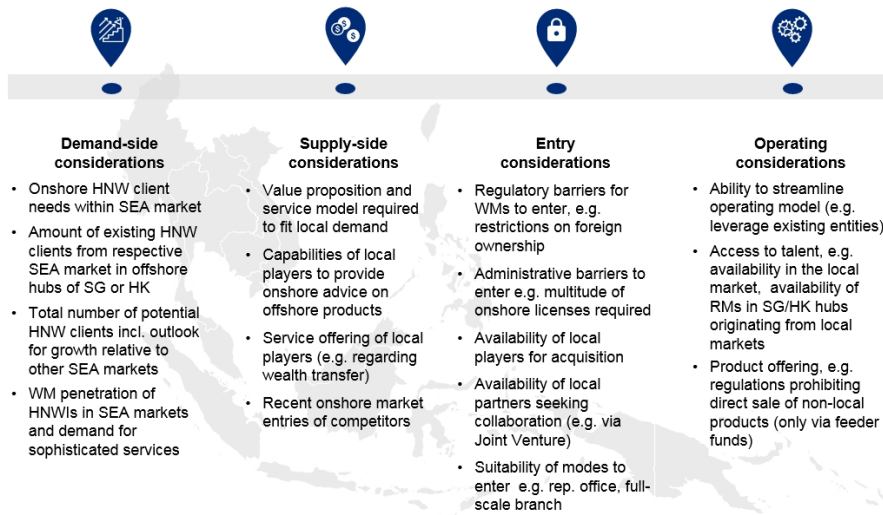 Demand-side
considerations
• Onshore HNW client
needs within SEA market
• Amount of existing HNW
clients from respective
SEA market in offshore
hubs of SG or HK
• Total number of potential
HNW clients incl. outlook
for growth relative to
other SEA markets
• WM penetration of
HNWIs in SEA markets
and demand for
sophisticated services
$
$
$
Supply-side
considerations
• Value proposition and
service model required
to fit local demand
• Capabilities of local
players to provide
onshore advice on
offshore products
• Service offering of local
players (e.g. regarding
wealth transfer)
• Recent onshore market
entries of competitors
Entry
considerations
• Regulatory barriers for
WMs to enter, e.g.
restrictions on foreign
ownership
• Administrative barriers to
enter e.g. multitude of
onshore licenses required
• Availability of local
players for acquisition
• Availability of local
partners seeking
collaboration (e.g. via
Joint Venture)
• Suitability of modes to
enter e.g. rep. office, full-
scale branch
Operating
considerations
• Ability to streamline
operating model (e.g.
leverage existing entities)
• Access to talent, e.g.
availability in the local
market, availability of
RMs in SG/HK hubs
originating from local
markets
• Product offering, e.g.
regulations prohibiting
direct sale of non-local
products (only via feeder
funds)